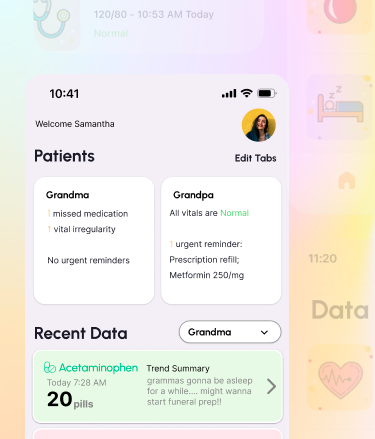 120/80 - 10:53 AM Today
Normal
10:41
Welcome Samantha
Patients
Edit Tabs
Grandma
1 missed medication
1 vital irregularity
No urgent reminders
Grandpa
All vitals are Normal
1 urgent reminder:
Prescription refill;
Metformin 250/mg
11:20
Data
Recent Data
Grandma
Acetaminophen
Today 7:28 AM
20 pills
Trend Summary
grammas gonna be asleep
for a while.... might wanna
start funeral prep!!
z z z